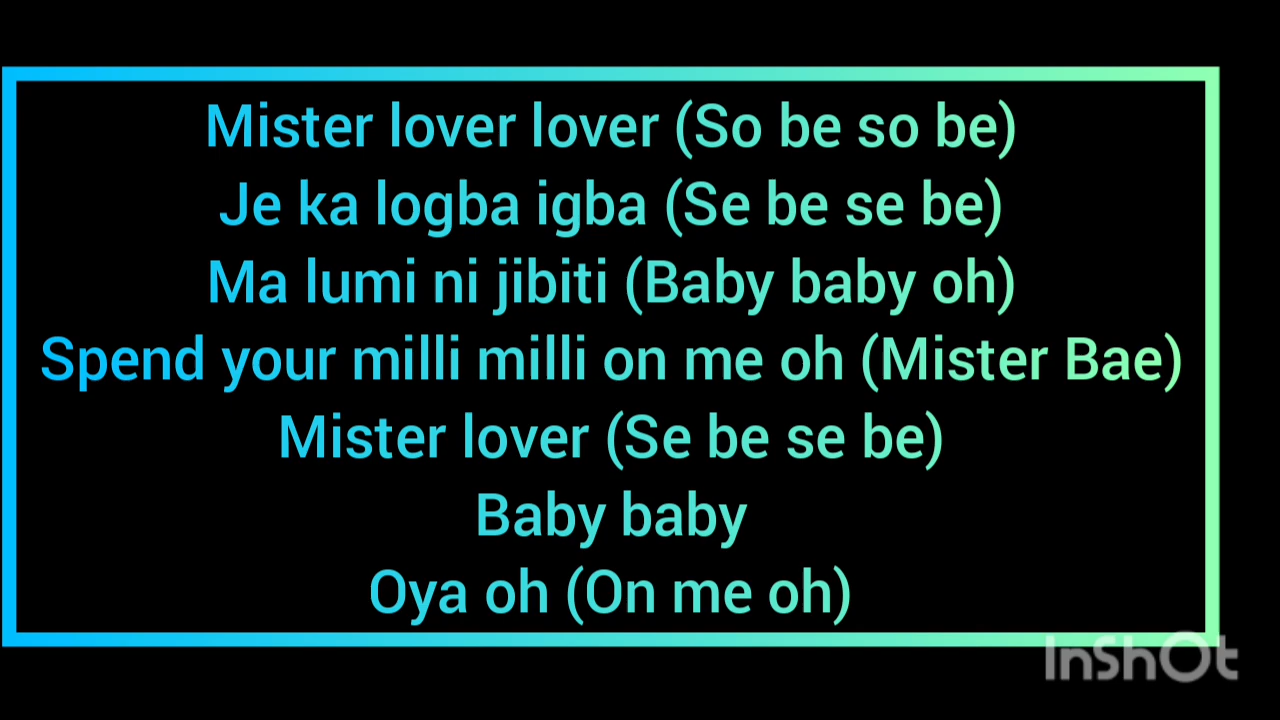 Mister lover lover (So be so be)
Je ka logba igba (Se be se be)
Ma lumi ni jibiti (Baby baby oh)
Spend your milli milli on me oh (Mister Bae)
Mister lover (Se be se be)
Baby baby
Oya oh (On me oh)
InShOt